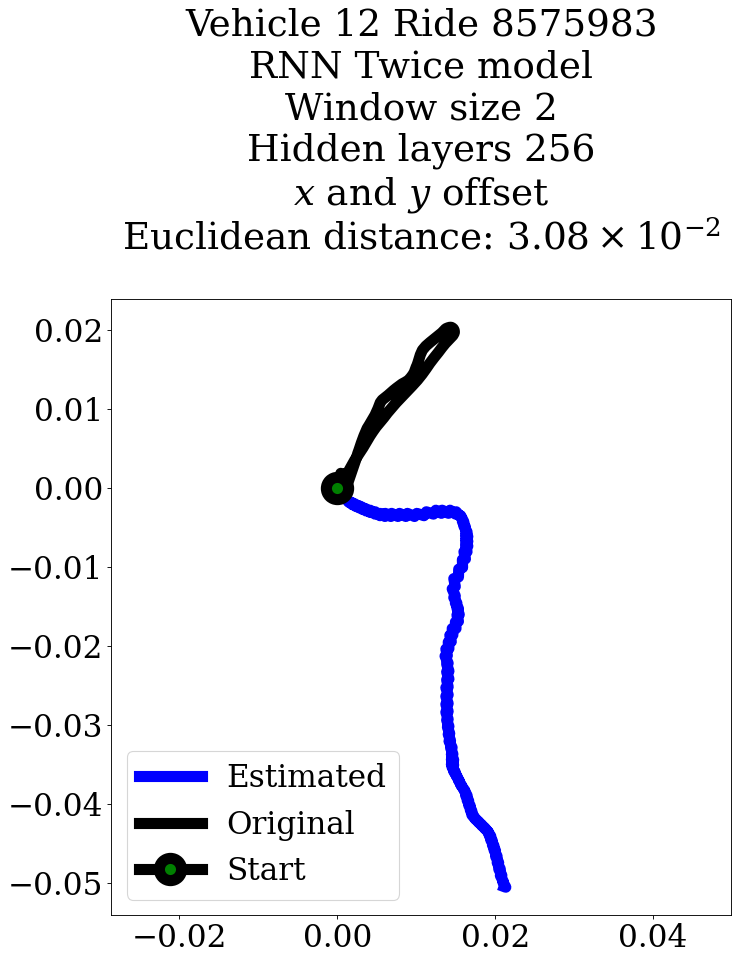 Vehicle 12 Ride 8575983
RNN Twice model
Window size 2
Hidden layers 256
x and y offset
Euclidean distance: 3.08 × 10⁻²
0.02
0.01
0.00
−0.01
−0.02
−0.03
−0.04
−0.05
Estimated
Original
Start
−0.02 0.00 0.02 0.04